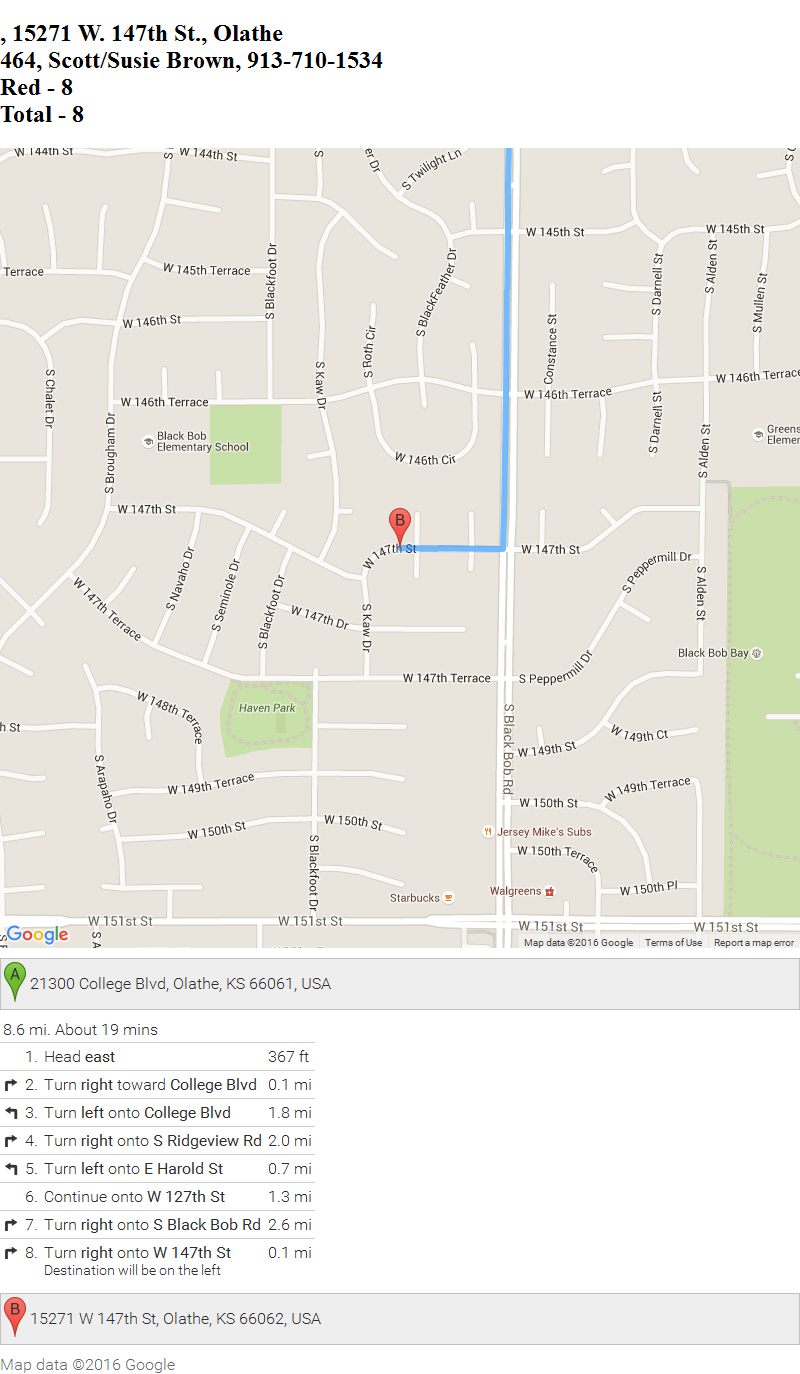 , 15271 W. 147th St., Olathe
464, Scott/Susie Brown, 913-710-1534
Red - 8
Total - 8
W 144th St
W 144th St
S
er Dr
S Twilight Ln
S
S C
W 145th St
W 145th St
Terrace
W 145th Terrace
S Blackfoot Dr
S BlackFeather Dr
S Darnell St
S Alden St
S Mullen St
W 146th St
S Roth Cir
Constance St
S Chalet Dr
S Kaw Dr
W 146th Terrace
W 146th Terrace
W 146th Terrace
S Brougham Dr
Black Bob
Elementary School
S Darnell St
S Alden St
Greens
Elemen
W 146th Cir
W 147th St
B
W 147th St
W 147th St
S Navaho Dr
S Seminole Dr
S Blackfoot Dr
W 147th Terrace
W 147th Dr
S Kaw Dr
S Peppermill Dr
S Alden St
Black Bob Bay
W 147th Terrace
S Peppermill Dr
Haven Park
W 148th Terrace
h St
S Black Bob Rd
W 149th St
W 149th Ct
S Arapaho Dr
W 149th Terrace
W 149th Terrace
W 150th St
W 150th St
W 150th St
Jersey Mike's Subs
S Blackfoot Dr
W 150th Terrace
Starbucks
Walgreens
W 150th Pl
W 151st St
W 151st St
W 151st St
W 151st St
S A
Google
Map data ©2016 Google Terms of Use Report a map error
A 21300 College Blvd, Olathe, KS 66061, USA
8.6 mi. About 19 mins
1. Head east 367 ft
2. Turn right toward College Blvd 0.1 mi
3. Turn left onto College Blvd 1.8 mi
4. Turn right onto S Ridgeview Rd 2.0 mi
5. Turn left onto E Harold St 0.7 mi
6. Continue onto W 127th St 1.3 mi
7. Turn right onto S Black Bob Rd 2.6 mi
8. Turn right onto W 147th St 0.1 mi
Destination will be on the left
B 15271 W 147th St, Olathe, KS 66062, USA
Map data ©2016 Google